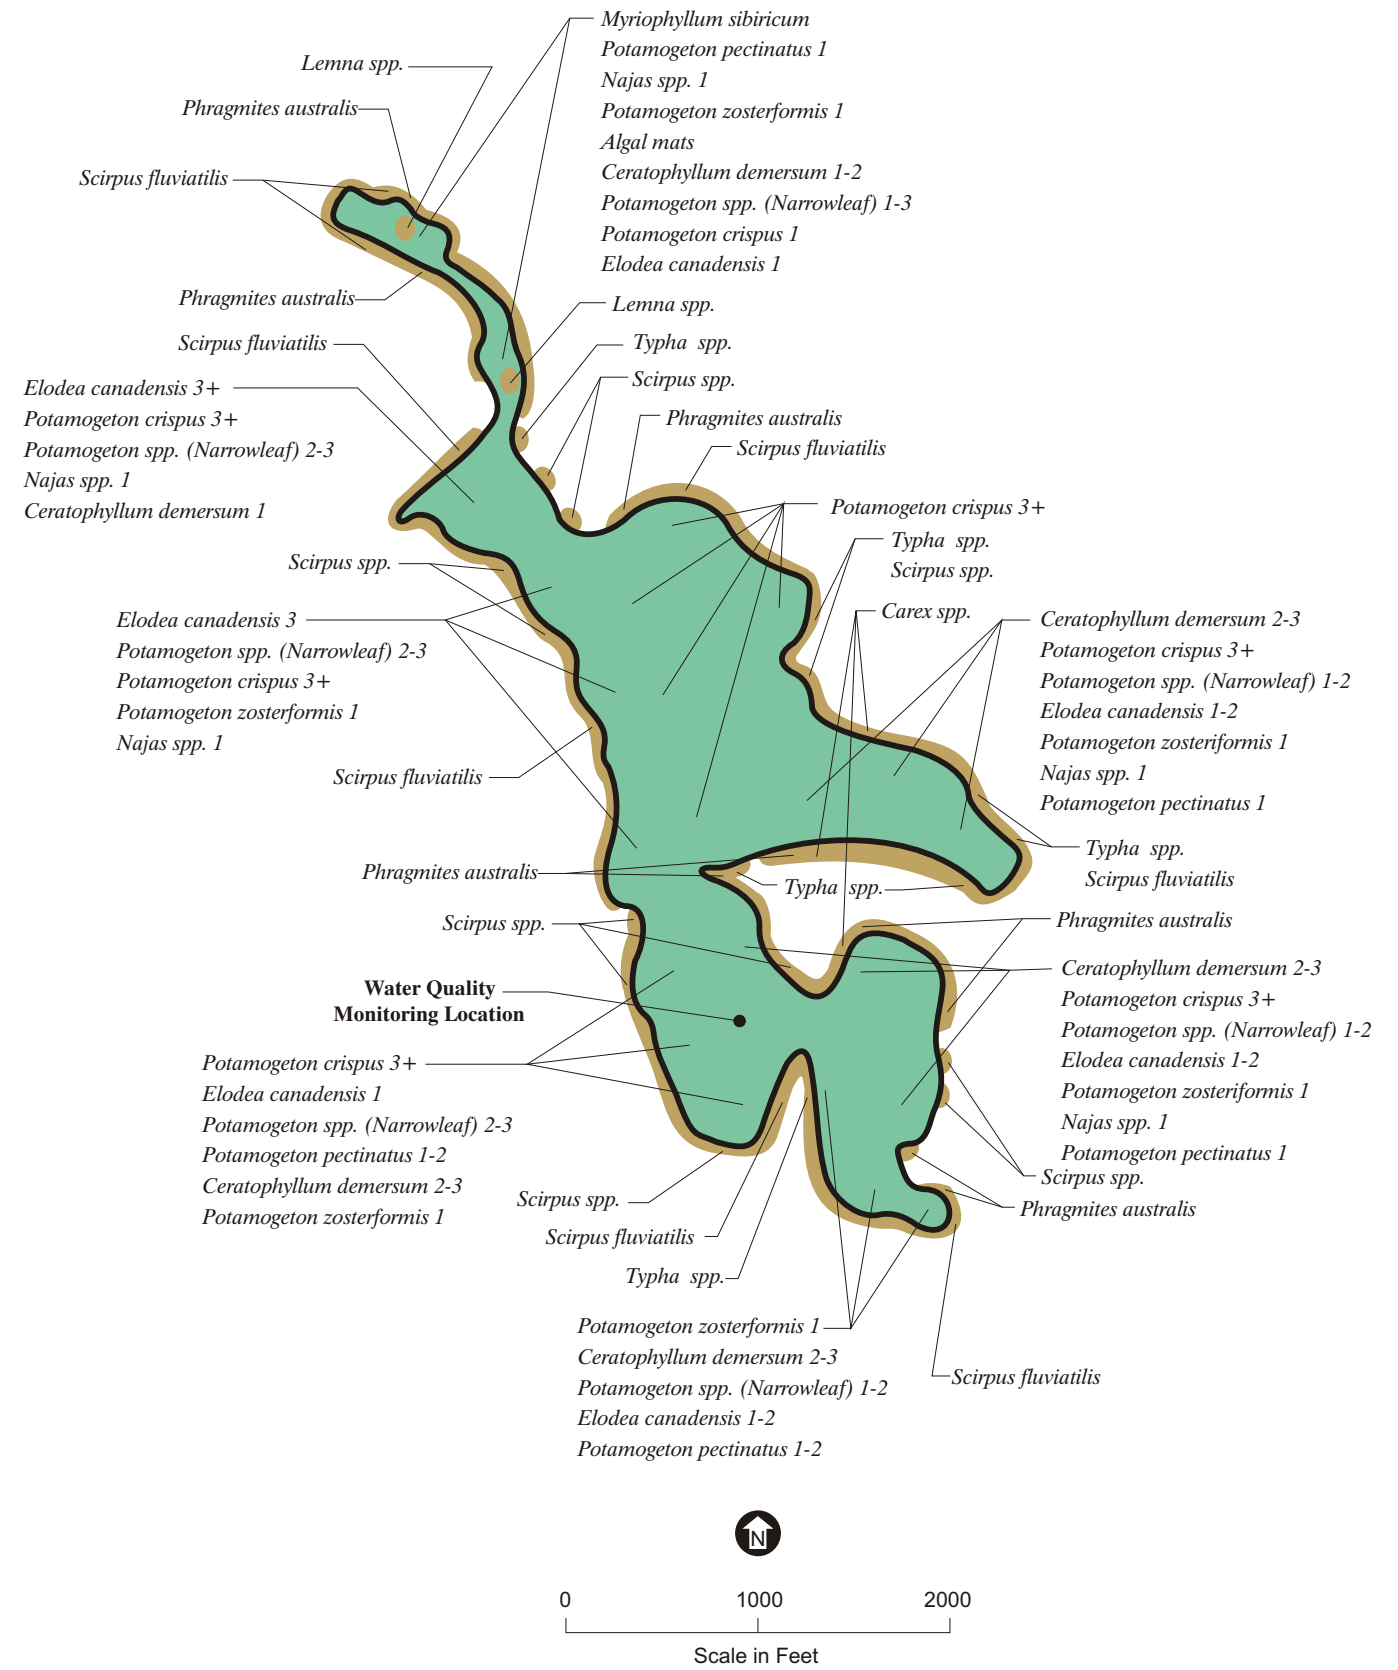 Myriophyllum sibiricum
Potamogeton pectinatus 1
Najas spp. 1
Potamogeton zosterformis 1
Algal mats
Ceratophyllum demersum 1-2
Potamogeton spp. (Narrowleaf) 1-3
Potamogeton crispus 1
Elodea canadensis 1
Lemna spp.
Phragmites australis
Scirpus fluviatilis
Phragmites australis
Scirpus fluviatilis
Elodea canadensis 3+
Potamogeton crispus 3+
Potamogeton spp. (Narrowleaf) 2-3
Najas spp. 1
Ceratophyllum demersum 1
Lemna spp.
Typha spp.
Scirpus spp.
Phragmites australis
Scirpus fluviatilis
Potamogeton crispus 3+
Typha spp.
Scirpus spp.
Carex spp.
Scirpus spp.
Elodea canadensis 3
Potamogeton spp. (Narrowleaf) 2-3
Potamogeton crispus 3+
Potamogeton zosterformis 1
Najas spp. 1
Scirpus fluviatilis
Ceratophyllum demersum 2-3
Potamogeton crispus 3+
Potamogeton spp. (Narrowleaf) 1-2
Elodea canadensis 1-2
Potamogeton zosteriformis 1
Najas spp. 1
Potamogeton pectinatus 1
Typha spp.
Scirpus fluviatilis
Phragmites australis
Typha spp.
Scirpus spp.
Phragmites australis
Water Quality
Monitoring Location
Ceratophyllum demersum 2-3
Potamogeton crispus 3+
Potamogeton spp. (Narrowleaf) 1-2
Elodea canadensis 1-2
Potamogeton zosteriformis 1
Najas spp. 1
Potamogeton pectinatus 1
Scirpus spp.
Phragmites australis
Potamogeton crispus 3+
Elodea canadensis 1
Potamogeton spp. (Narrowleaf) 2-3
Potamogeton pectinatus 1-2
Ceratophyllum demersum 2-3
Potamogeton zosterformis 1
Scirpus spp.
Scirpus fluviatilis
Typha spp.
Potamogeton zosterformis 1
Ceratophyllum demersum 2-3
Potamogeton spp. (Narrowleaf) 1-2
Elodea canadensis 1-2
Potamogeton pectinatus 1-2
Scirpus fluviatilis
N
0 1000 2000
Scale in Feet